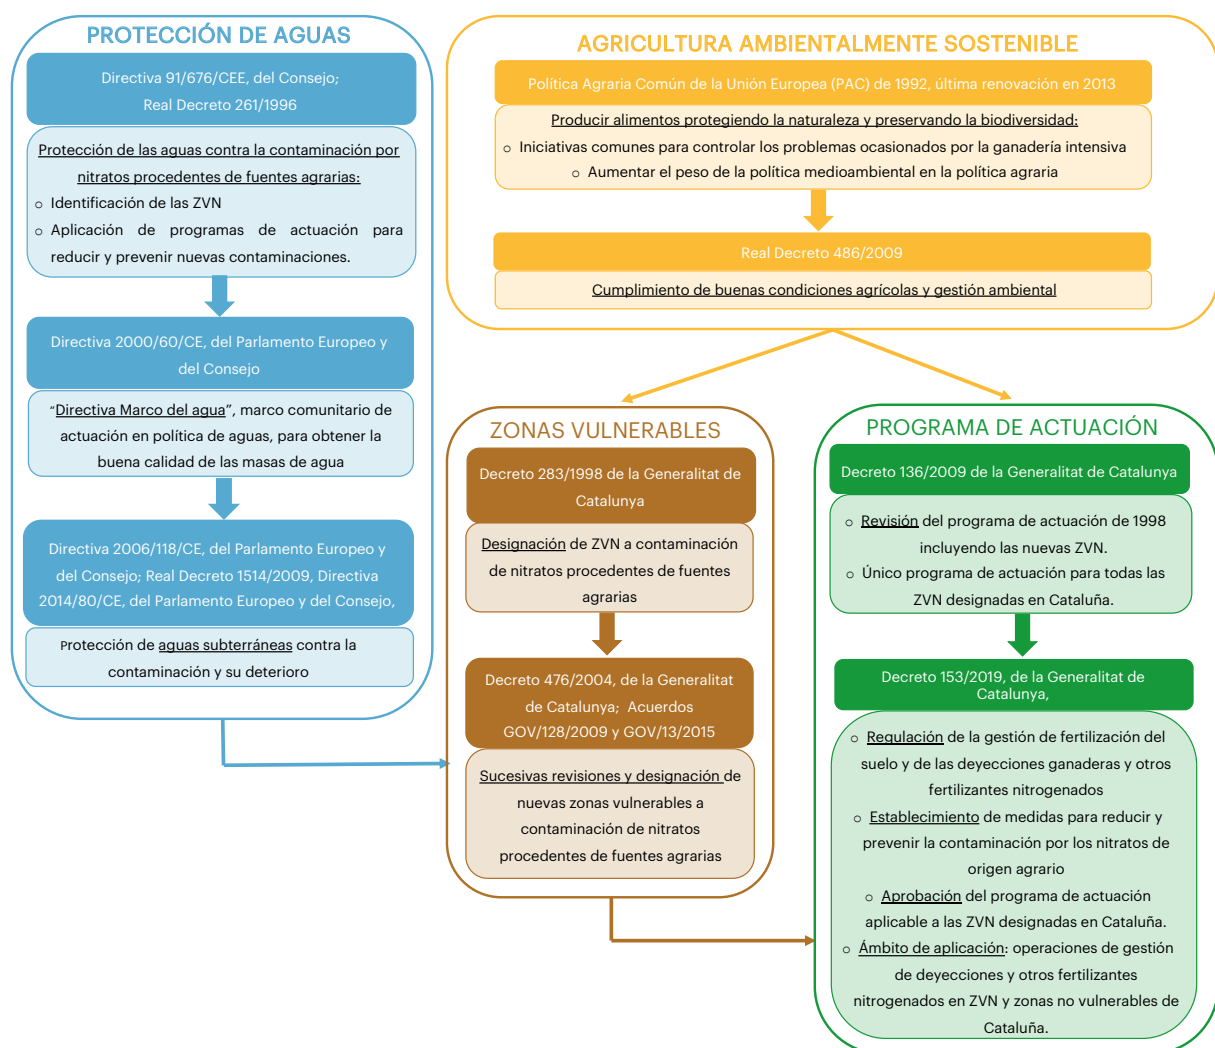 PROTECCIÓN DE AGUAS
Directiva 91/676/CEE, del Consejo;
Real Decreto 261/1996
Protección de las aguas contra la contaminación por
nitratos procedentes de fuentes agrarias:
o Identificación de las ZVN
o Aplicación de programas de actuación para
reducir y prevenir nuevas contaminaciones.
Directiva 2000/60/CE, del Parlamento Europeo y
del Consejo
“Directiva Marco del agua”, marco comunitario de
actuación en política de aguas, para obtener la
buena calidad de las masas de agua
Directiva 2006/118/CE, del Parlamento Europeo y
del Consejo; Real Decreto 1514/2009, Directiva
2014/80/CE, del Parlamento Europeo y del Consejo,
Protección de aguas subterráneas contra la
contaminación y su deterioro
AGRICULTURA AMBIENTALMENTE SOSTENIBLE
Política Agraria Común de la Unión Europea (PAC) de 1992, última renovación en 2013
Producir alimentos protegiendo la naturaleza y preservando la biodiversidad:
o Iniciativas comunes para controlar los problemas ocasionados por la ganadería intensiva
o Aumentar el peso de la política medioambiental en la política agraria
Real Decreto 486/2009
Cumplimiento de buenas condiciones agrícolas y gestión ambiental
ZONAS VULNERABLES
Decreto 283/1998 de la Generalitat de
Catalunya
Designación de ZVN a contaminación
de nitratos procedentes de fuentes
agrarias
Decreto 476/2004, de la Generalitat
de Catalunya; Acuerdos
GOV/128/2009 y GOV/13/2015
Sucesivas revisiones y designación de
nuevas zonas vulnerables a
contaminación de nitratos
procedentes de fuentes agrarias
PROGRAMA DE ACTUACIÓN
Decreto 136/2009 de la Generalitat de Catalunya
o Revisión del programa de actuación de 1998
incluyendo las nuevas ZVN.
o Único programa de actuación para todas las
ZVN designadas en Cataluña.
Decreto 153/2019, de la Generalitat de
Catalunya,
o Regulación de la gestión de fertilización del
suelo y de las deyecciones ganaderas y otros
fertilizantes nitrogenados
o Establecimiento de medidas para reducir y
prevenir la contaminación por los nitratos de
origen agrario
o Aprobación del programa de actuación
aplicable a las ZVN designadas en Cataluña.
o Ámbito de aplicación: operaciones de gestión
de deyecciones y otros fertilizantes
nitrogenados en ZVN y zonas no vulnerables de
Cataluña.